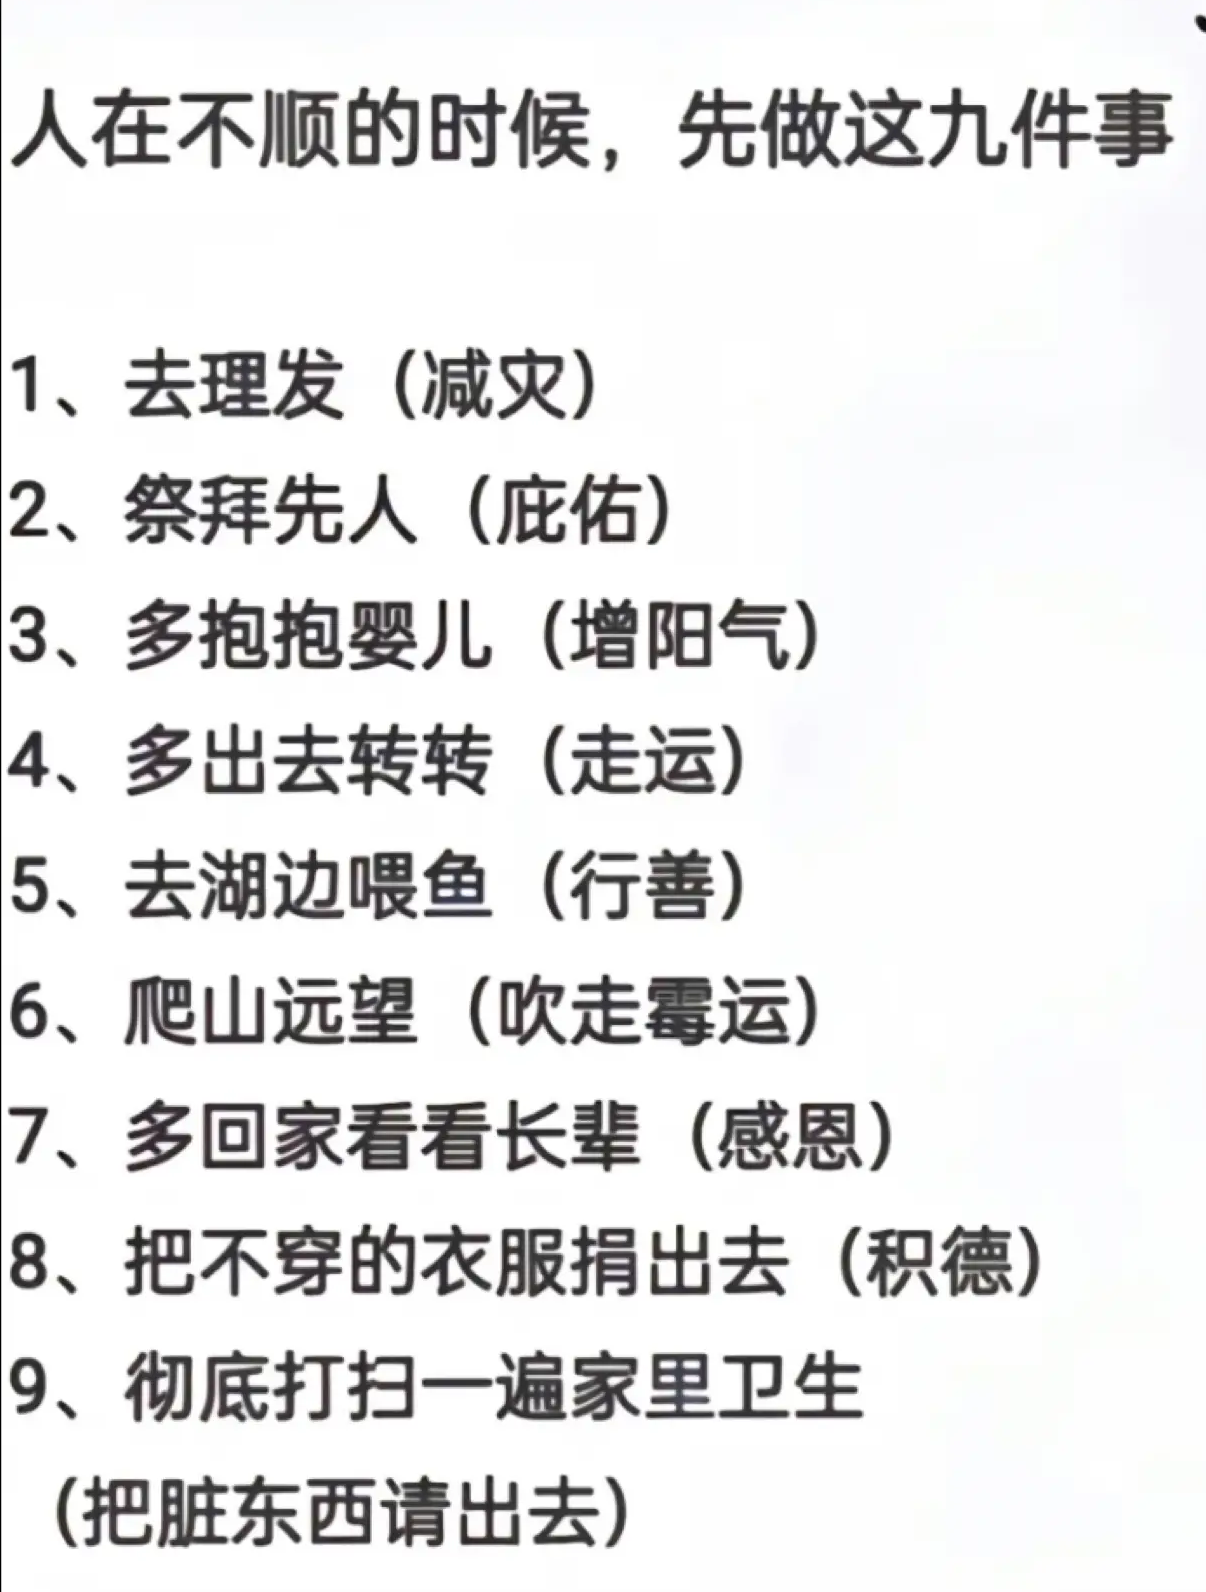 人在不顺的时候，先做这九件事
1、去理发（减灾）
2、祭拜先人（庇佑）
3、多抱抱婴儿（增阳气）
4、多出去转转（走运）
5、去湖边喂鱼（行善）
6、爬山远望（吹走霉运）
7、多回家看看长辈（感恩）
8、把不穿的衣服捐出去（积德）
9、彻底打扫一遍家里卫生
（把脏东西请出去）